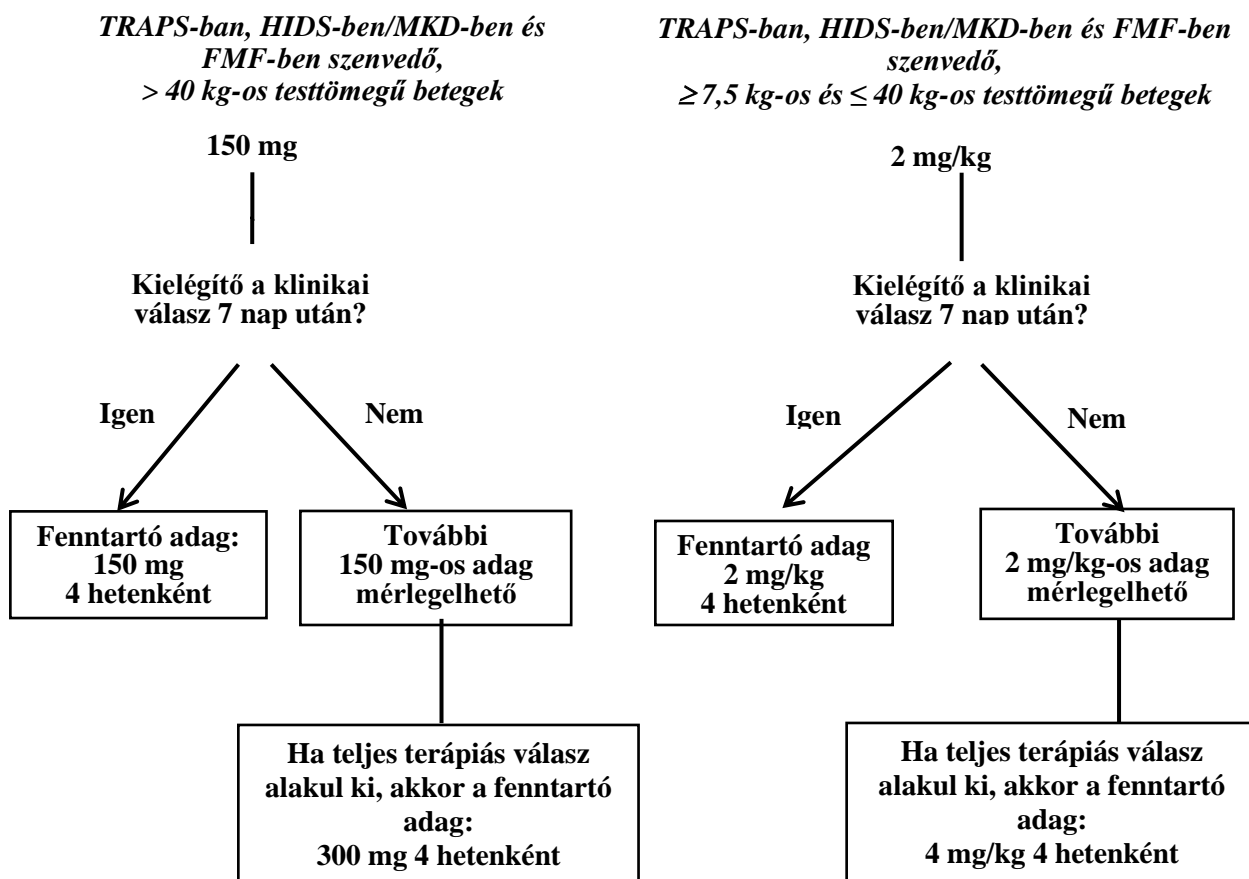 TRAPS-ban, HIDS-ben/MKD-ben és
FMF-ben szenvedő,
> 40 kg-os testtömegű betegek
150 mg
Kielégítő a klinikai
válasz 7 nap után?
Igen
Nem
Fenntartó adag:
150 mg
4 hetenként
További
150 mg-os adag
mérlegelhető
Ha teljes terápiás válasz
alakul ki, akkor a fenntartó
adag:
300 mg 4 hetenként
TRAPS-ban, HIDS-ben/MKD-ben és FMF-ben
szenvedő,
≥ 7,5 kg-os és ≤ 40 kg-os testtömegű betegek
2 mg/kg
Kielégítő a klinikai
válasz 7 nap után?
Igen
Nem
Fenntartó adag
2 mg/kg
4 hetenként
További
2 mg/kg-os adag
mérlegelhető
Ha teljes terápiás válasz
alakul ki, akkor a fenntartó
adag:
4 mg/kg 4 hetenként